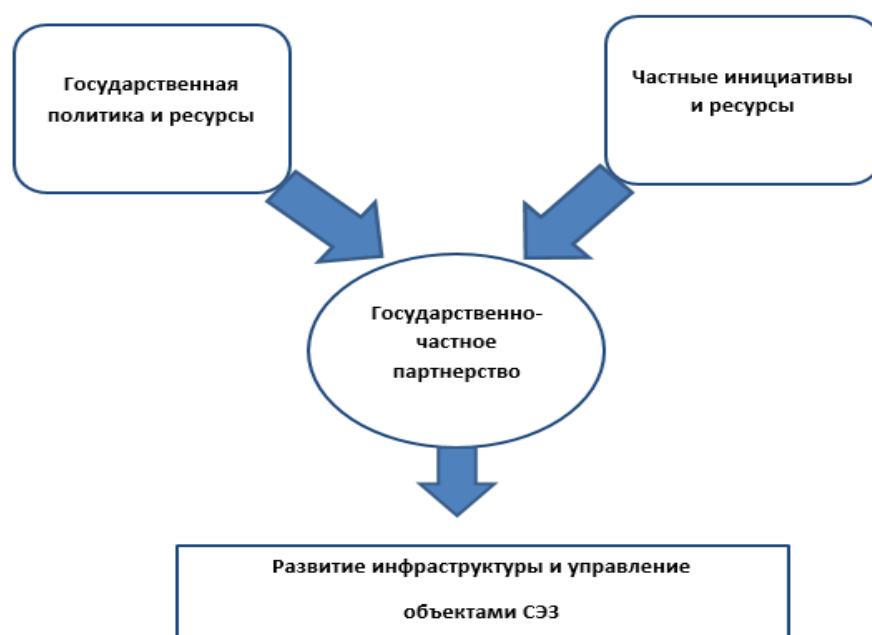 Государственная
политика и ресурсы
Частные инициативы
и ресурсы
Государственно-
частное
партнерство
Развитие инфраструктуры и управление
объектами СЭЗ